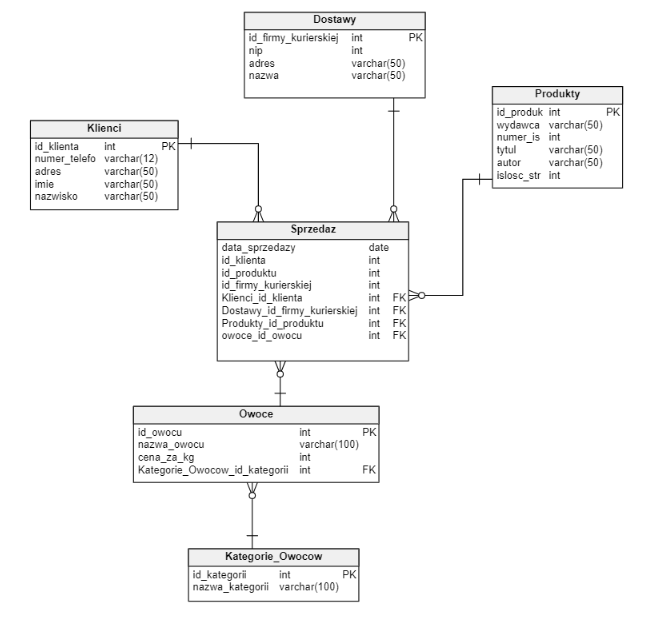 Dostawy
id_firmy_kurierskiej int PK
nip int
adres varchar(50)
nazwa varchar(50)
Produkty
id_produk int PK
wydawca varchar(50)
numer_is int
tytul varchar(50)
autor varchar(50)
islosc_str int
Klienci
id_klienta int PK
numer_telefo varchar(12)
adres varchar(50)
imie varchar(50)
nazwisko varchar(50)
Sprzedaz
data_sprzedazy date
id_klienta int
id_produktu int
id_firmy_kurierskiej int
Klienci_id_klienta int FK
Dostawy_id_firmy_kurierskiej int FK
Produkty_id_produktu int FK
owoce_id_owocu int FK
Owoce
id_owocu int PK
nazwa_owocu varchar(100)
cena_za_kg int
Kategorie_Owocow_id_kategorii int FK
Kategorie_Owocow
id_kategorii int PK
nazwa_kategorii varchar(100)